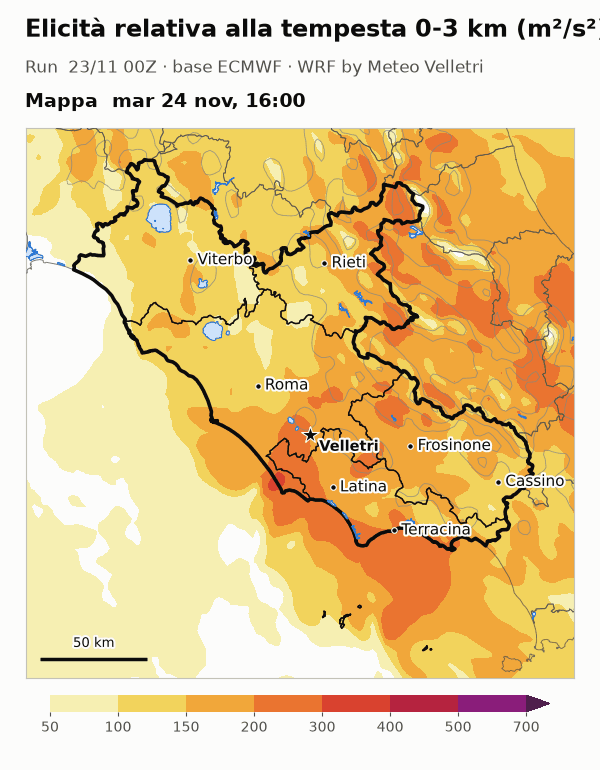 Elicità relativa alla tempesta 0-3 km (m²/s²)
Run 23/11 00Z · base ECMWF · WRF by Meteo Velletri
Mappa mar 24 nov, 16:00
Viterbo
Rieti
Roma
Velletri
Frosinone
Latina
Cassino
Terracina
50 km
50 100 150 200 300 400 500 700